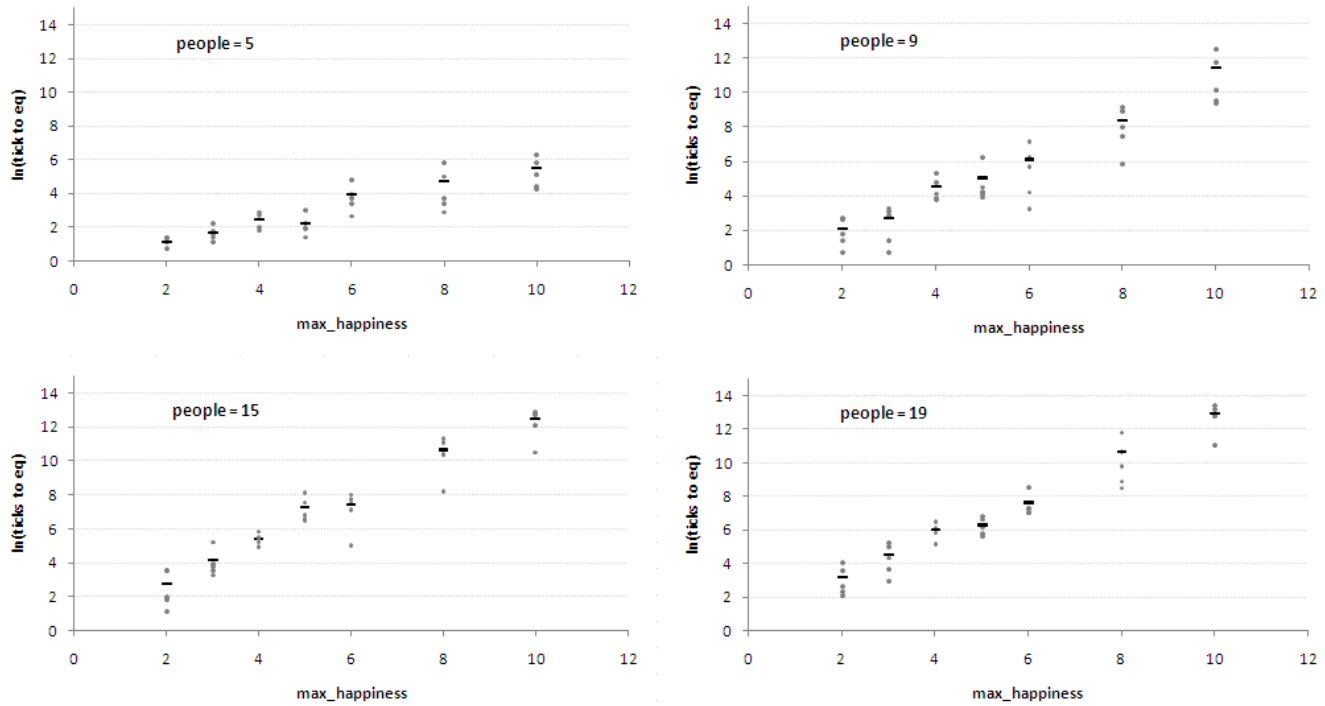 people = 5
ln(tick to eq)
14
12
10
8
6
4
2
0
0 2 4 6 8 10 12
max_happiness
people = 9
ln(ticks to eq)
14
12
10
8
6
4
2
0
0 2 4 6 8 10 12
max_happiness
people = 15
ln(ticks to eq)
14
12
10
8
6
4
2
0
0 2 4 6 8 10 12
max_happiness
people = 19
ln(ticks to eq)
14
12
10
8
6
4
2
0
0 2 4 6 8 10 12
max_happiness